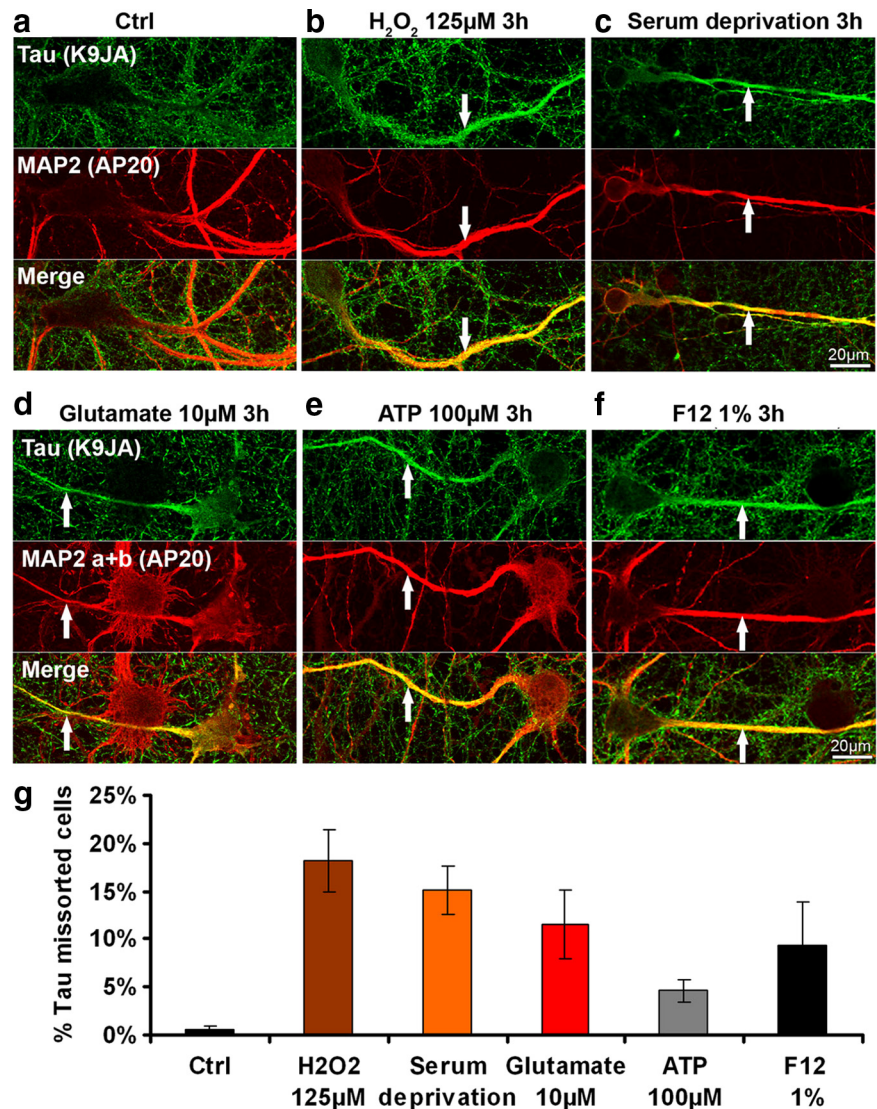 a Ctrl
b H2O2 125µM 3h
c Serum deprivation 3h
Tau (K9JA)
MAP2 (AP20)
Merge
20µm
d Glutamate 10µM 3h
e ATP 100µM 3h
f F12 1% 3h
Tau (K9JA)
MAP2 a+b (AP20)
Merge
20µm
g
% Tau missorted cells
25%
20%
15%
10%
5%
0%
Ctrl
H2O2 125µM
Serum deprivation
Glutamate 10µM
ATP 100µM
F12 1%